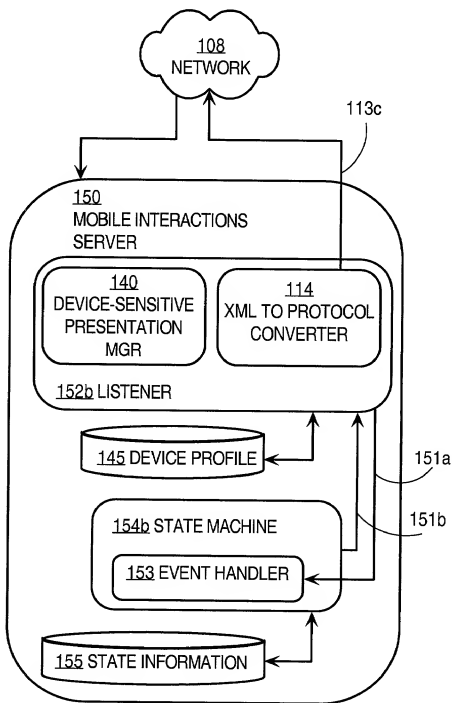 108
NETWORK
113c
150
MOBILE INTERACTIONS
SERVER
140
DEVICE-SENSITIVE
PRESENTATION
MGR
114
XML TO PROTOCOL
CONVERTER
152b LISTENER
145 DEVICE PROFILE
151a
151b
154b STATE MACHINE
153 EVENT HANDLER
155 STATE INFORMATION